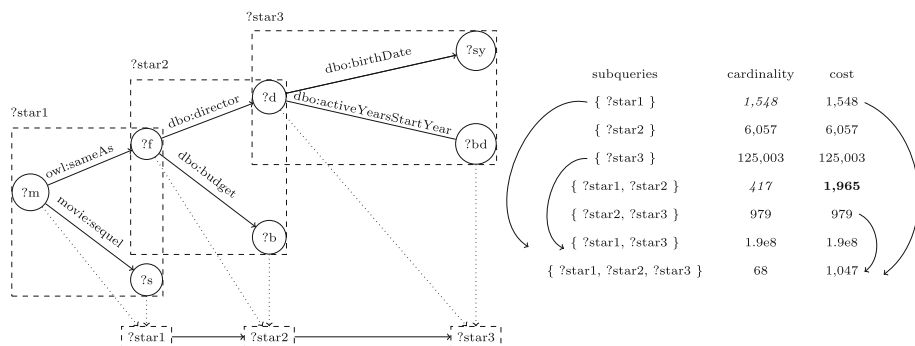 ?star3
?sy
dbo:birthDate
?star2
?d
dbo:activeYearsStartYear
dbo:director
?star1
?f
?bd
owl:sameAs
dbo:budget
?m
movie:sequel
?b
?s
?star1
?star2
?star3
subqueries cardinality cost
{ ?star1 } 1,548 1,548
{ ?star2 } 6,057 6,057
{ ?star3 } 125,003 125,003
{ ?star1, ?star2 } 417 1,965
{ ?star2, ?star3 } 979 979
{ ?star1, ?star3 } 1.9e8 1.9e8
{ ?star1, ?star2, ?star3 } 68 1,047